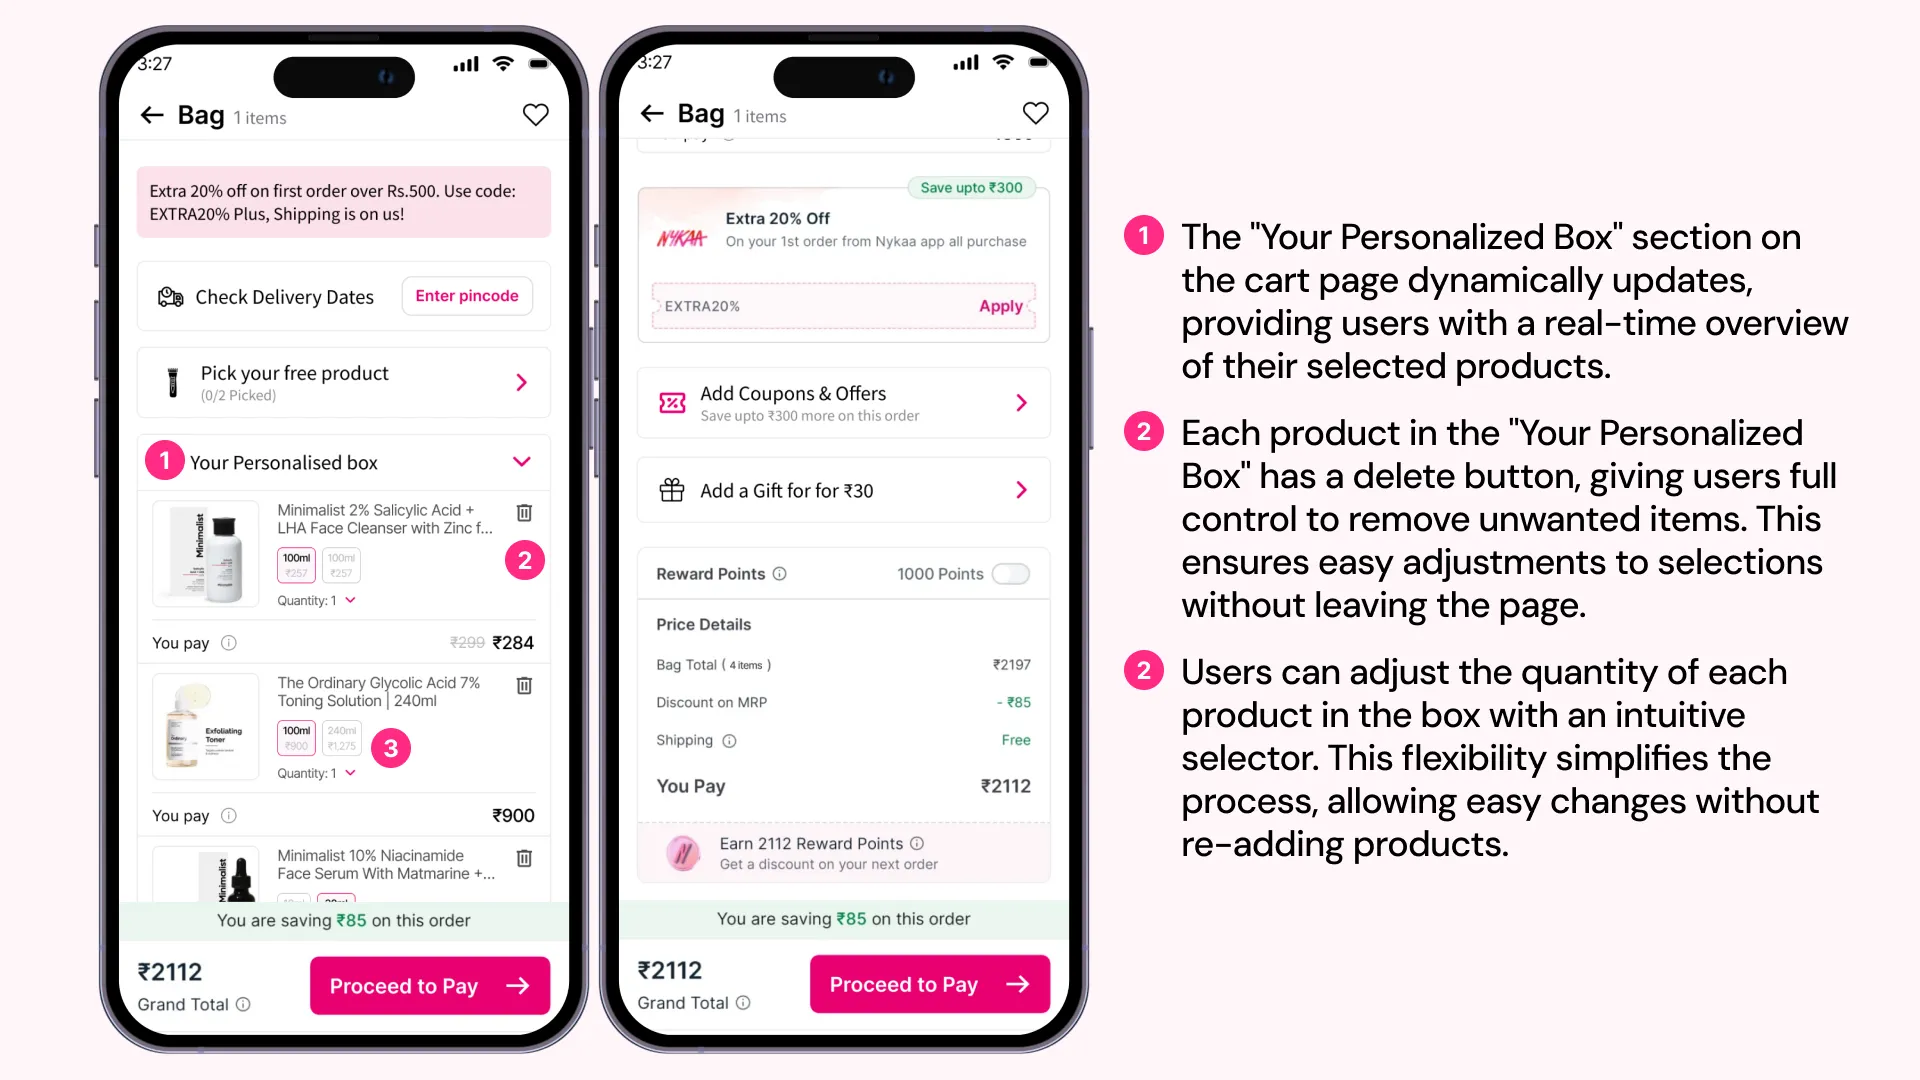 3:27
Bag 1 items
Extra 20% off on first order over Rs.500. Use code:
EXTRA20% Plus, Shipping is on us!
Check Delivery Dates
Enter pincode
Pick your free product
(0/2 Picked)
1
Your Personalised box
Minimalist
Minimalist 2% Salicylic Acid +
LHA Face Cleanser with Zinc f...
100ml
₹257
100ml
₹257
2
Quantity: 1
You pay
₹299 ₹284
The Ordinary Glycolic Acid 7%
Toning Solution | 240ml
Exfoliating
Toner
100ml
₹900
240ml
₹1,275
3
Quantity: 1
You pay
₹900
Minimalist
Minimalist 10% Niacinamide
Face Serum With Matmarine +...
You are saving ₹85 on this order
₹2112
Grand Total
Proceed to Pay
3:27
Bag 1 items
Save upto ₹300
NYKAA
Extra 20% Off
On your 1st order from Nykaa app all purchase
EXTRA20%
Apply
Add Coupons & Offers
Save upto ₹300 more on this order
Add a Gift for for ₹30
Reward Points
1000 Points
Price Details
Bag Total ( 4 items )
₹2197
Discount on MRP
- ₹85
Shipping
Free
You Pay
₹2112
Earn 2112 Reward Points
Get a discount on your next order
You are saving ₹85 on this order
₹2112
Grand Total
Proceed to Pay
1
The "Your Personalized Box" section on
the cart page dynamically updates,
providing users with a real-time overview
of their selected products.
2
Each product in the "Your Personalized
Box" has a delete button, giving users full
control to remove unwanted items. This
ensures easy adjustments to selections
without leaving the page.
2
Users can adjust the quantity of each
product in the box with an intuitive
selector. This flexibility simplifies the
process, allowing easy changes without
re-adding products.